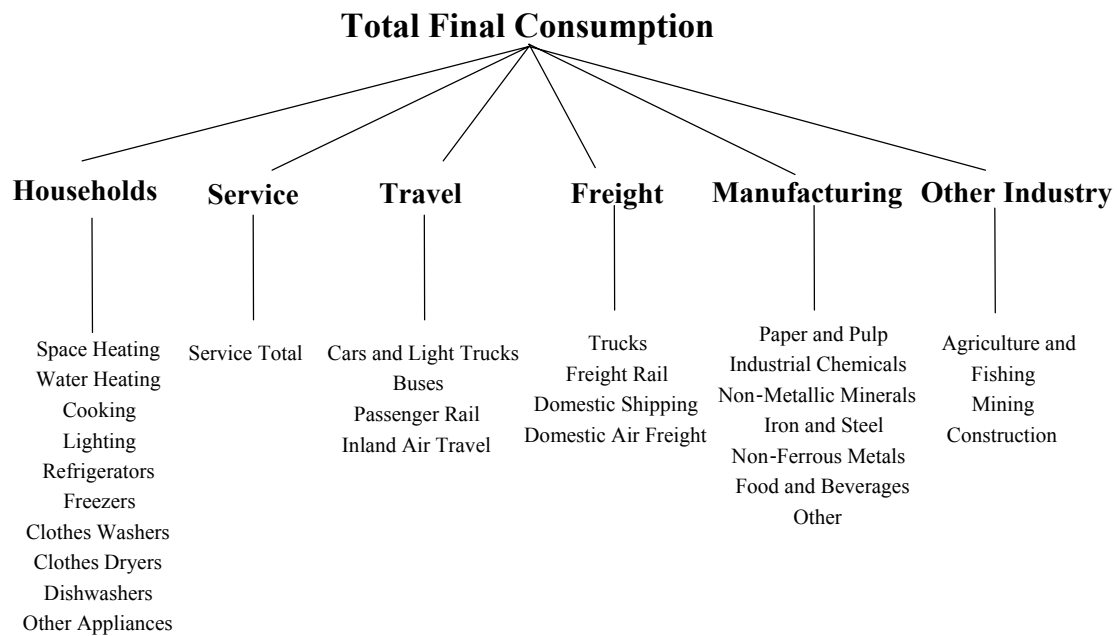 Total Final Consumption
Households
Service
Travel
Freight
Manufacturing
Other Industry
Space Heating
Water Heating
Cooking
Lighting
Refrigerators
Freezers
Clothes Washers
Clothes Dryers
Dishwashers
Other Appliances
Service Total
Cars and Light Trucks
Buses
Passenger Rail
Inland Air Travel
Trucks
Freight Rail
Domestic Shipping
Domestic Air Freight
Paper and Pulp
Industrial Chemicals
Non-Metallic Minerals
Iron and Steel
Non-Ferrous Metals
Food and Beverages
Other
Agriculture and
Fishing
Mining
Construction